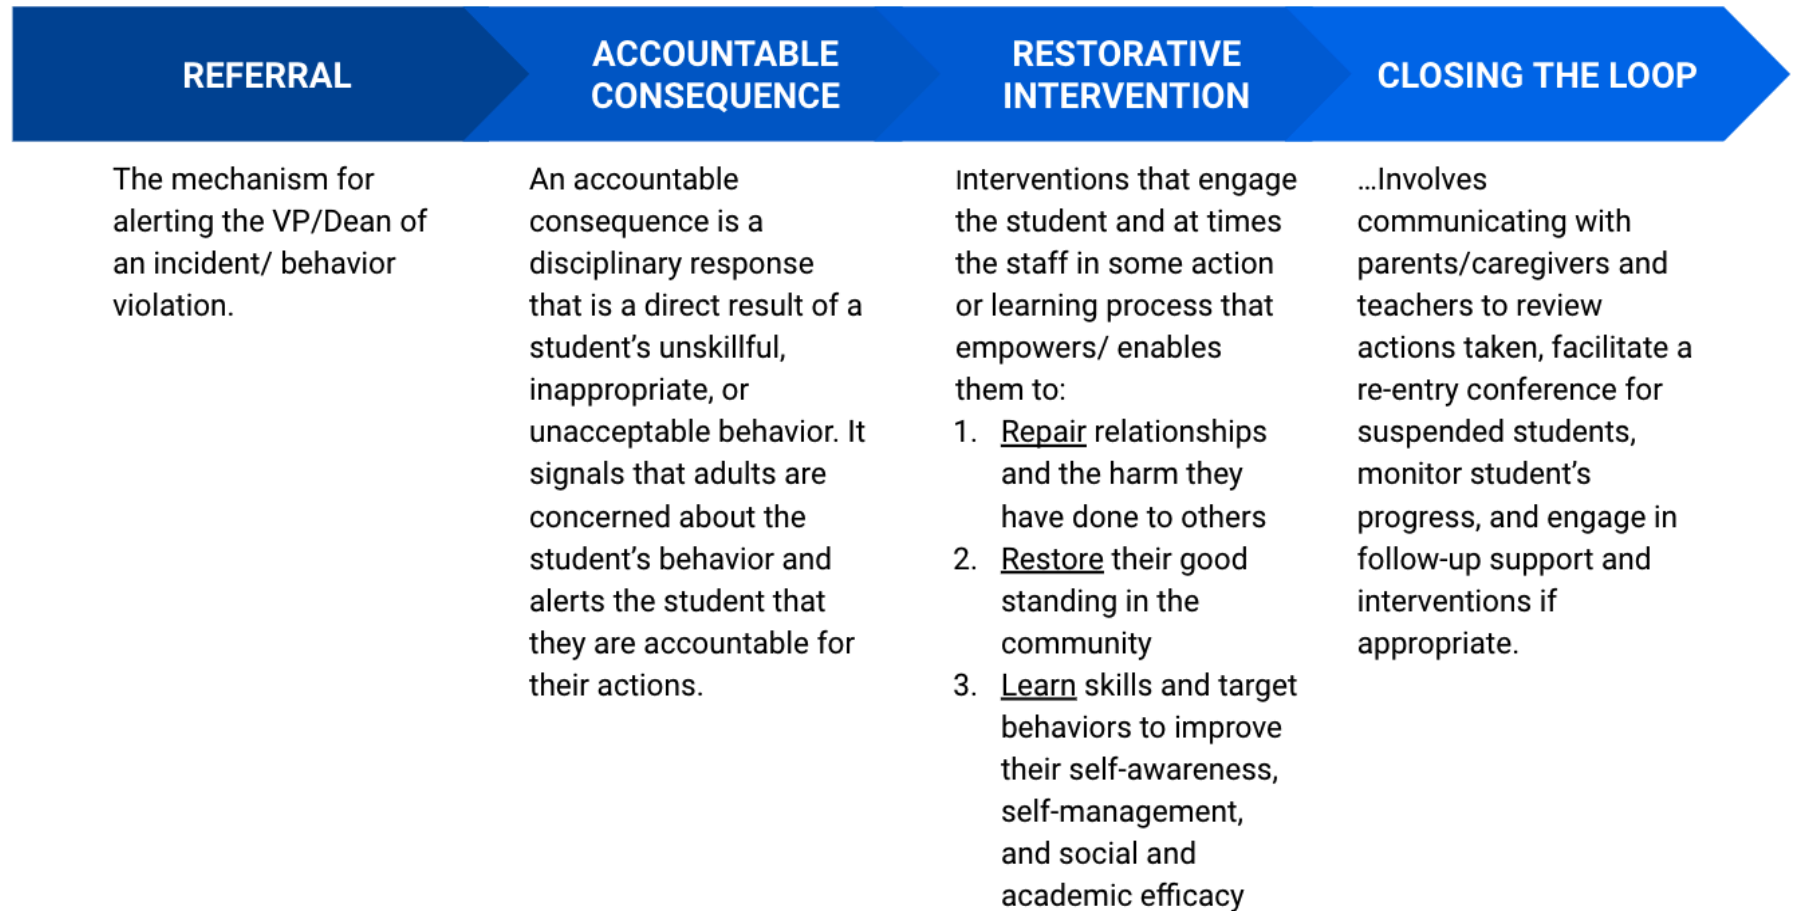 REFERRAL
ACCOUNTABLE
CONSEQUENCE
RESTORATIVE
INTERVENTION
CLOSING THE LOOP
The mechanism for
alerting the VP/Dean of
an incident/ behavior
violation.
An accountable
consequence is a
disciplinary response
that is a direct result of a
student’s unskillful,
inappropriate, or
unacceptable behavior. It
signals that adults are
concerned about the
student’s behavior and
alerts the student that
they are accountable for
their actions.
Interventions that engage
the student and at times
the staff in some action
or learning process that
empowers/ enables
them to:
1. Repair relationships
and the harm they
have done to others
2. Restore their good
standing in the
community
3. Learn skills and target
behaviors to improve
their self-awareness,
self-management,
and social and
academic efficacy
...Involves
communicating with
parents/caregivers and
teachers to review
actions taken, facilitate a
re-entry conference for
suspended students,
monitor student’s
progress, and engage in
follow-up support and
interventions if
appropriate.